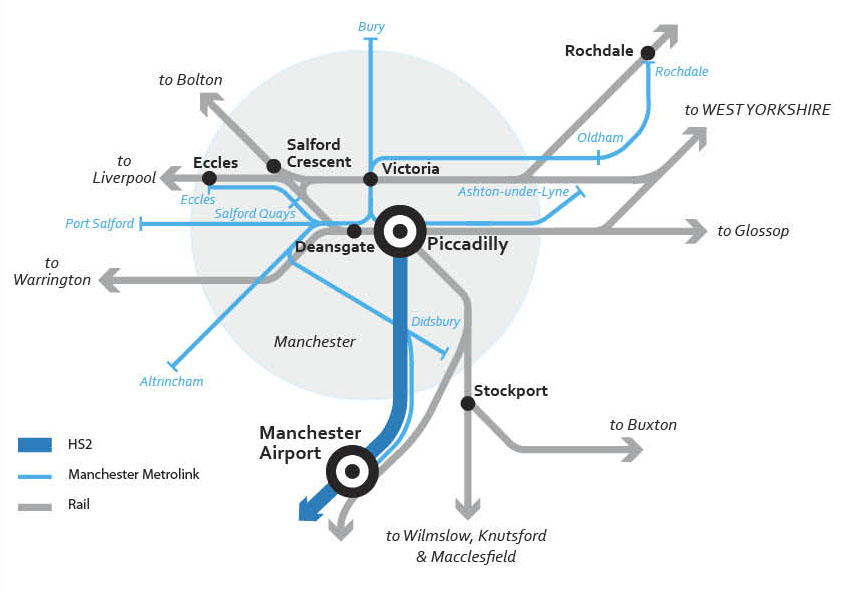 Bury
Rochdale
Rochdale
to Bolton
to WEST YORKSHIRE
Oldham
Salford
Crescent
to
Liverpool
Eccles
Victoria
Eccles
Ashton-under-Lyne
Salford Quays
Port Salford
Deansgate
Piccadilly
to Glossop
to
Warrington
Didsbury
Manchester
Altrincham
Stockport
to Buxton
Manchester
Airport
HS2
Manchester Metrolink
Rail
to Wilmslow, Knutsford
& Macclesfield